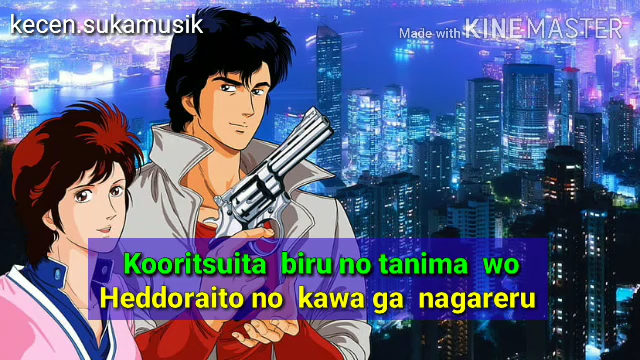 kecen.sukamusik
Made with KINEMASTER
Kooritsuita biru no tanima wo
Heddoraito no kawa ga nagareru